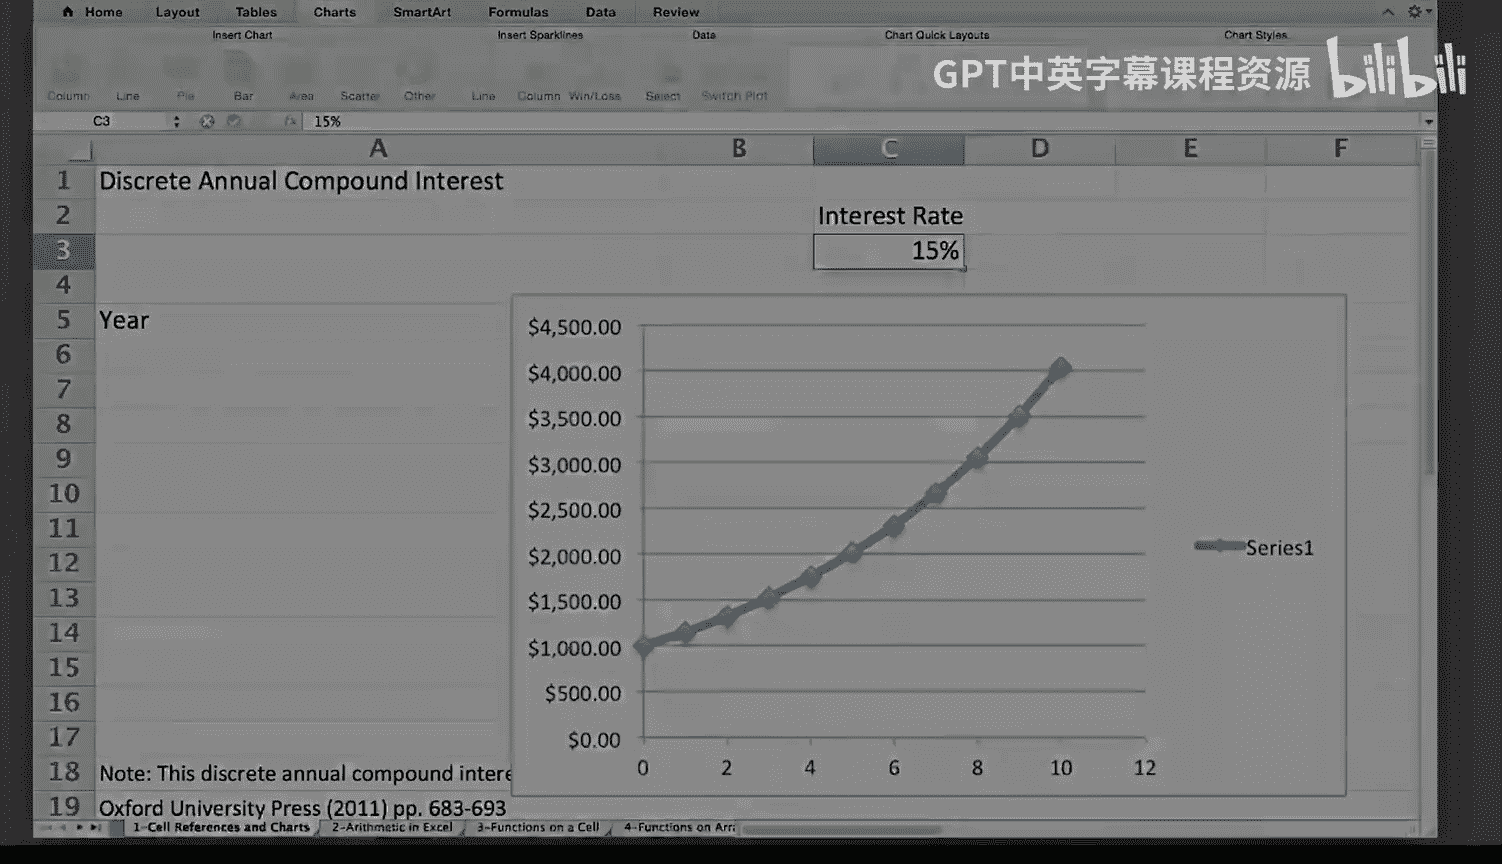 Home Layout Tables Charts SmartArt Formulas Data Review
Insert Chart Insert Sparklines Data Chart Quick Layouts Chart Styles
GPT中英字幕课程资源 bilibili
Column Line Pie Bar Area Scatter Other Line Column Win/Loss Select Switch Plot
C3 fx 15%
A B C D E F
1 Discrete Annual Compound Interest
2 Interest Rate
3 15%
4
5 Year
6
7
8
9
10
11
12
13
14
15
16
17
18 Note: This discrete annual compound intere
19 Oxford University Press (2011) pp. 683-693
$4,500.00
$4,000.00
$3,500.00
$3,000.00
$2,500.00
$2,000.00
$1,500.00
$1,000.00
$500.00
$0.00
0 2 4 6 8 10 12
Series1
1-Cell References and Charts 2-Arithmetic in Excel 3-Functions on a Cell 4-Functions on Arr